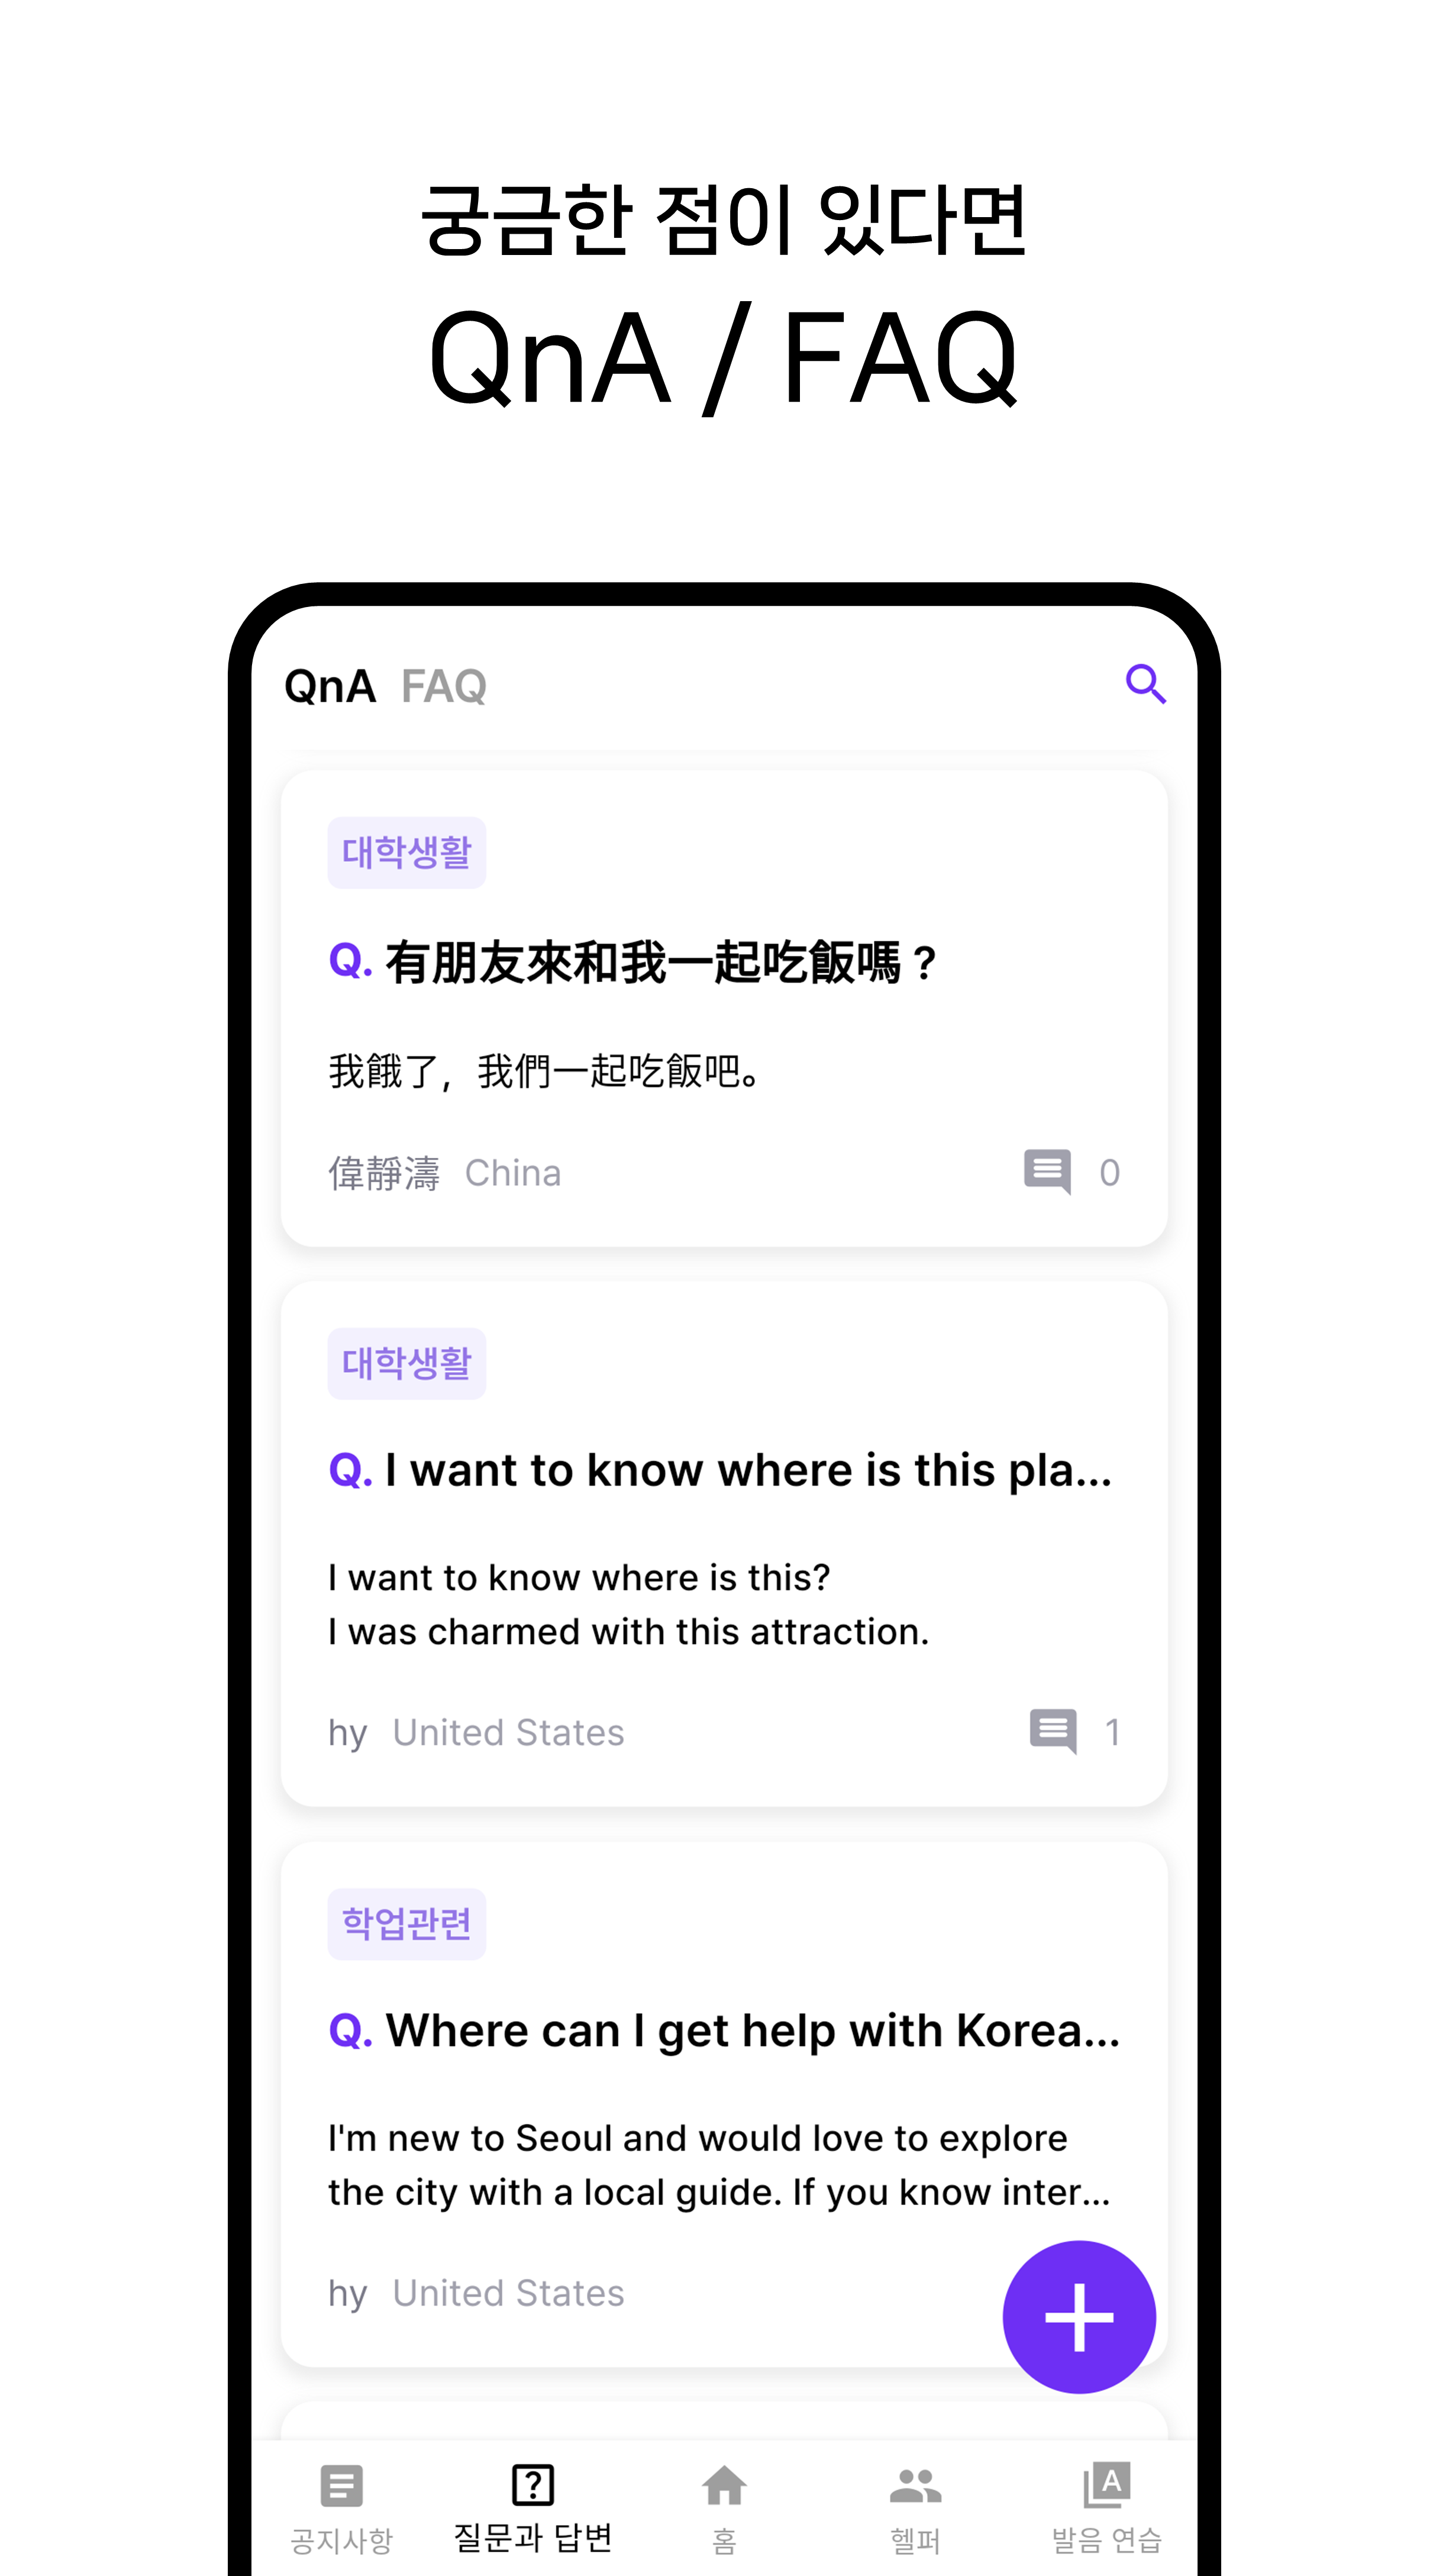 궁금한 점이 있다면
QnA / FAQ
QnA FAQ
대학생활
Q. 有朋友來和我一起吃飯嗎？
我餓了，我們一起吃飯吧。
偉靜濤 China 0
대학생활
Q. I want to know where is this pla...
I want to know where is this?
I was charmed with this attraction.
hy United States 1
학업관련
Q. Where can I get help with Korea...
I'm new to Seoul and would love to explore
the city with a local guide. If you know inter...
hy United States
공지사항 질문과 답변 홈 헬퍼 발음 연습